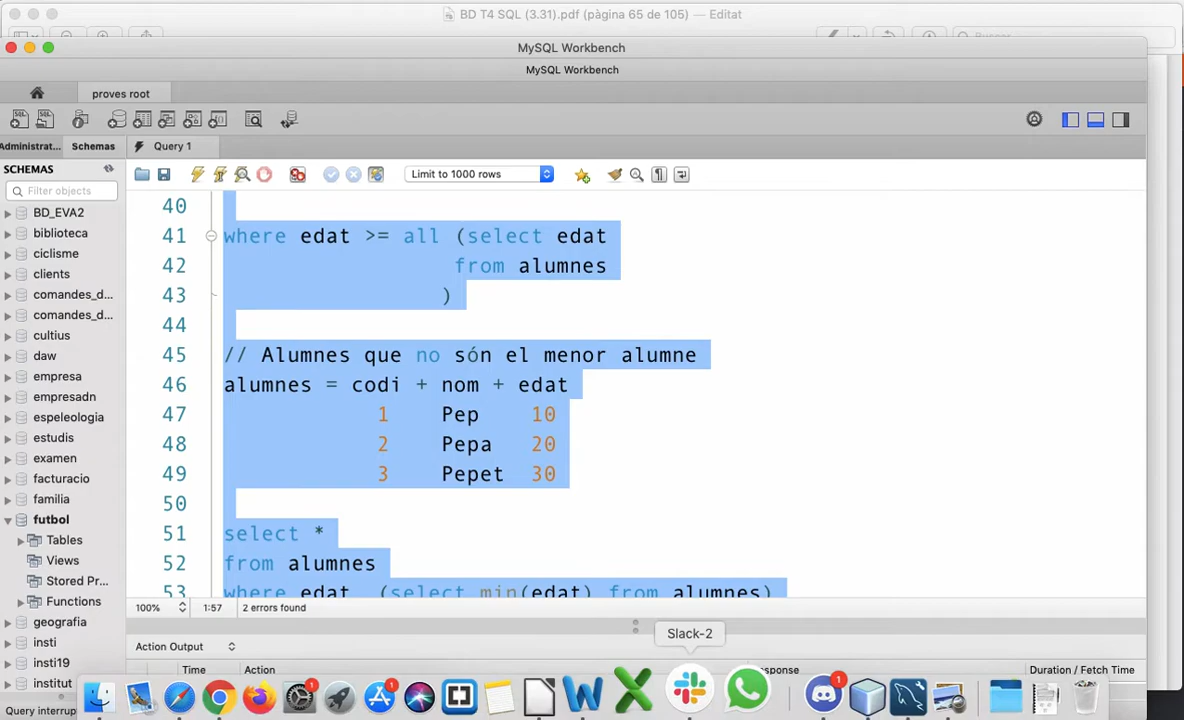 BD T4 SQL (3.31).pdf (pàgina 65 de 105) — Editat
MySQL Workbench
MySQL Workbench
proves root
Administrat... Schemas Query 1
SCHEMAS
Filter objects
Limit to 1000 rows
BD_EVA2
biblioteca
ciclisme
clients
comandes_d...
comandes_d...
cultius
daw
empresa
empresadn
espeleologia
estudis
examen
facturacio
familia
futbol
Tables
Views
Stored Pr...
Functions
geografia
insti
insti19
institut
40
41 where edat >= all (select edat
42 from alumnes
43 )
44
45 // Alumnes que no són el menor alumne
46 alumnes = codi + nom + edat
47 1 Pep 10
48 2 Pepa 20
49 3 Pepet 30
50
51 select *
52 from alumnes
53 where edat (select min(edat) from alumnes)
100% 1:57 2 errors found
Slack-2
Action Output
Time Action Duration / Fetch Time
Query interrup
1
1
1